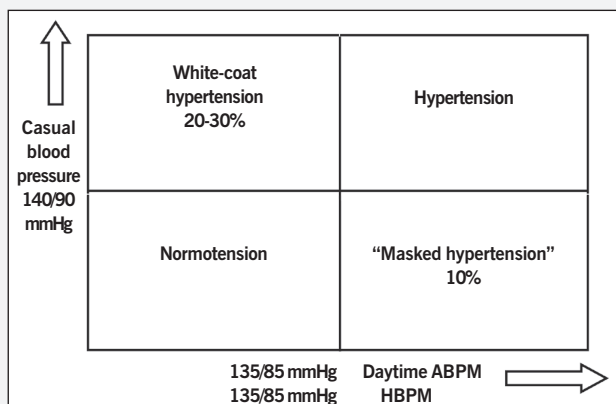 White-coat
hypertension
20-30%
Hypertension
Casual
blood
pressure
140/90
mmHg
Normotension
“Masked hypertension”
10%
135/85 mmHg Daytime ABPM
135/85 mmHg HBPM